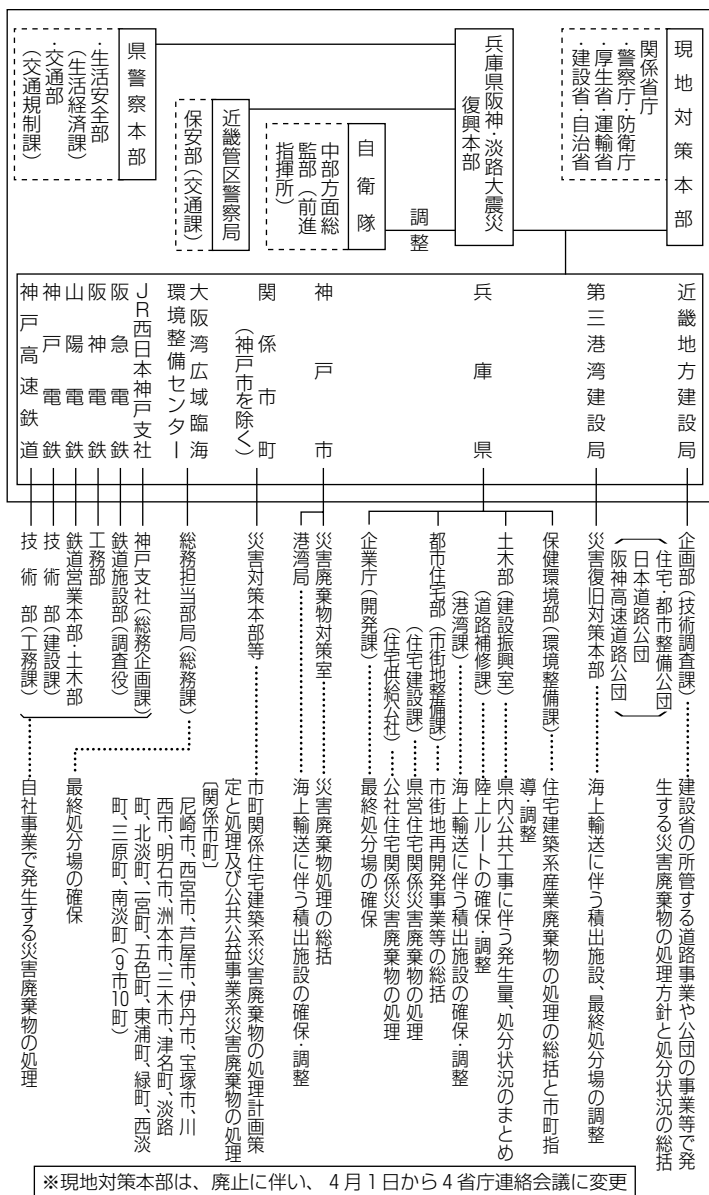 現地対策本部
関係省庁
・警察庁・防衛庁
・厚生省・運輸省
・建設省・自治省
兵庫県阪神・淡路大震災
復興本部
調整
自衛隊
中部方面総
監部（前進
指揮所）
近畿管区警察局
保安部（交通課）
県警察本部
・生活安全部
（生活経済課）
・交通部
（交通規制課）
近畿地方建設局
第三港湾建設局
兵庫県
神戸市
関係市町
（神戸市を除く）
大阪湾広域臨海
環境整備センター
JR西日本神戸支社
阪急電鉄
阪神電鉄
山陽電鉄
神戸電鉄
神戸高速鉄道
企画部（技術調査課）
住宅・都市整備公団
日本道路公団
阪神高速道路公団
建設省の所管する道路事業や公団の事業等で発
生する災害廃棄物の処理方針と処分状況の総括
災害復旧対策本部
海上輸送に伴う積出施設、最終処分場の調整
保健環境部（環境整備課）
住宅建築系産業廃棄物の処理の総括と市町指
導・調整
土木部（建設振興室）
県内公共工事に伴う発生量、処分状況のまとめ
（道路補修課）
陸上ルートの確保・調整
（港湾課）
海上輸送に伴う積出施設の確保・調整
都市住宅部（市街地整備課）
市街地再開発事業等の総括
（住宅建設課）
県営住宅関係災害廃棄物の処理
（住宅供給公社）
公社住宅関係災害廃棄物の処理
企業庁（開発課）
最終処分場の確保
災害廃棄物対策室
災害廃棄物処理の総括
港湾局
海上輸送に伴う積出施設の確保・調整
災害対策本部等
市町関係住宅建築系災害廃棄物の処理計画策
定と処理及び公共公益事業系災害廃棄物の処理
〔関係市町〕
尼崎市、西宮市、芦屋市、伊丹市、宝塚市、川
西市、明石市、洲本市、三木市、津名町、淡路
町、北淡町、一宮町、五色町、東浦町、緑町、西淡
町、三原町、南淡町（9市10町）
総務担当部局（総務課）
最終処分場の確保
神戸支社（総務企画課）
鉄道施設部（調査役）
工務部
鉄道営業本部・土木部
技術部（建設課）
技術部（工務課）
自社事業で発生する災害廃棄物の処理
※現地対策本部は、廃止に伴い、4月1日から4省庁連絡会議に変更